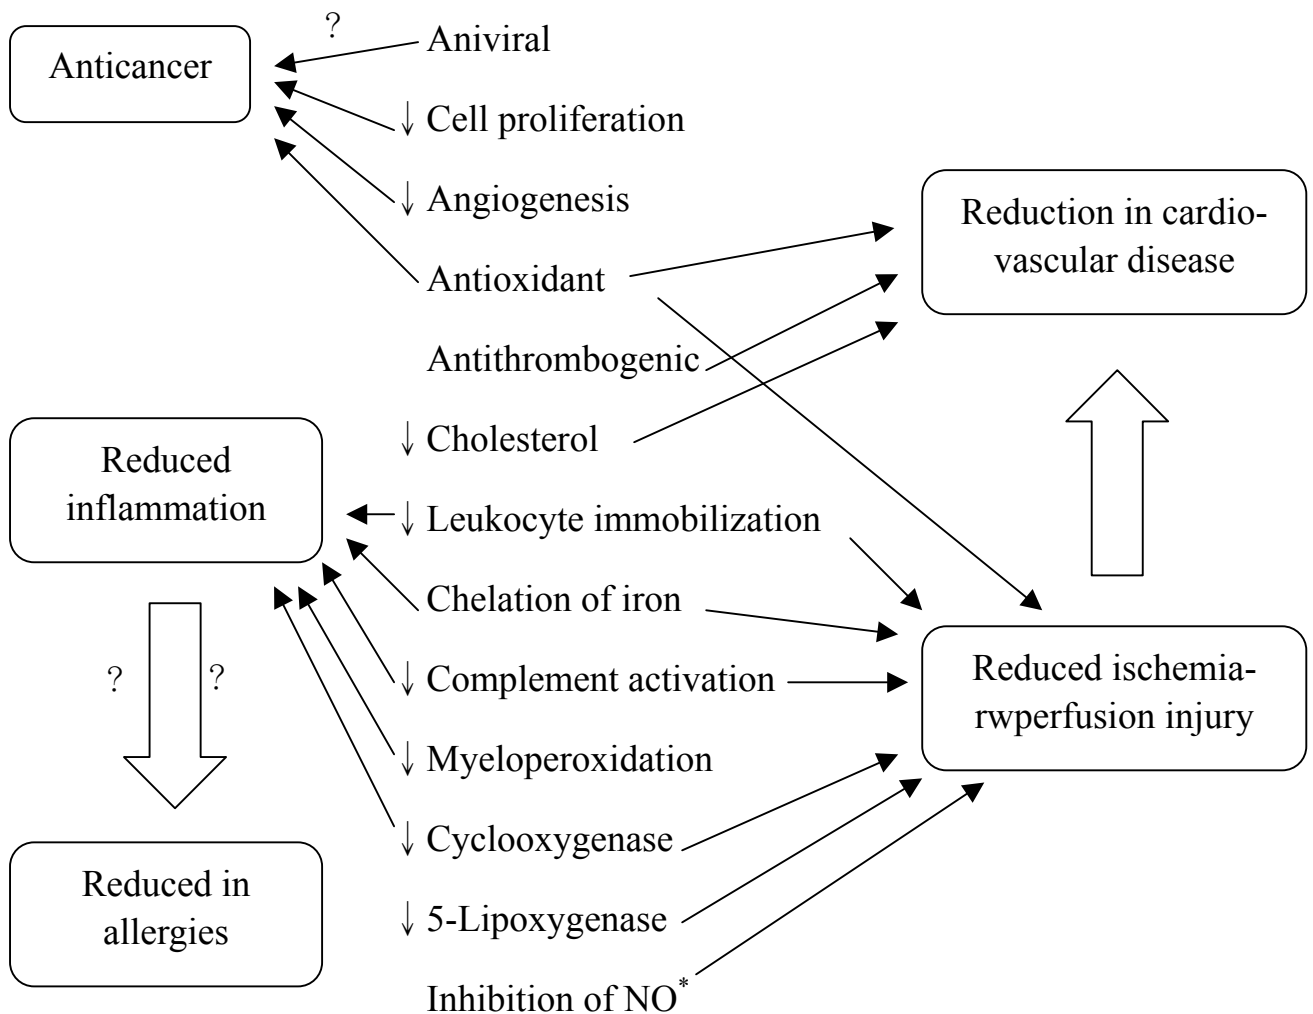 ?
Anticancer
Aniviral
↓ Cell proliferation
↓ Angiogenesis
Antioxidant
Antithrombogenic
↓ Cholesterol
↓ Leukocyte immobilization
Chelation of iron
↓ Complement activation
↓ Myeloperoxidation
↓ Cyclooxygenase
↓ 5-Lipoxygenase
Inhibition of NO*
Reduced
inflammation
? ?
Reduced in
allergies
Reduction in cardio-
vascular disease
Reduced ischemia-
rwperfusion injury